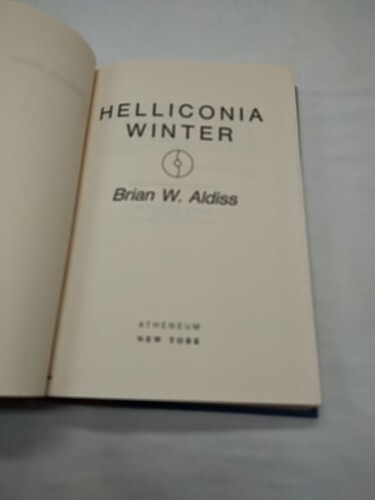 HELLICONIA
WINTER
Brian W. Aldiss
ATHENEUM
NEW YORK